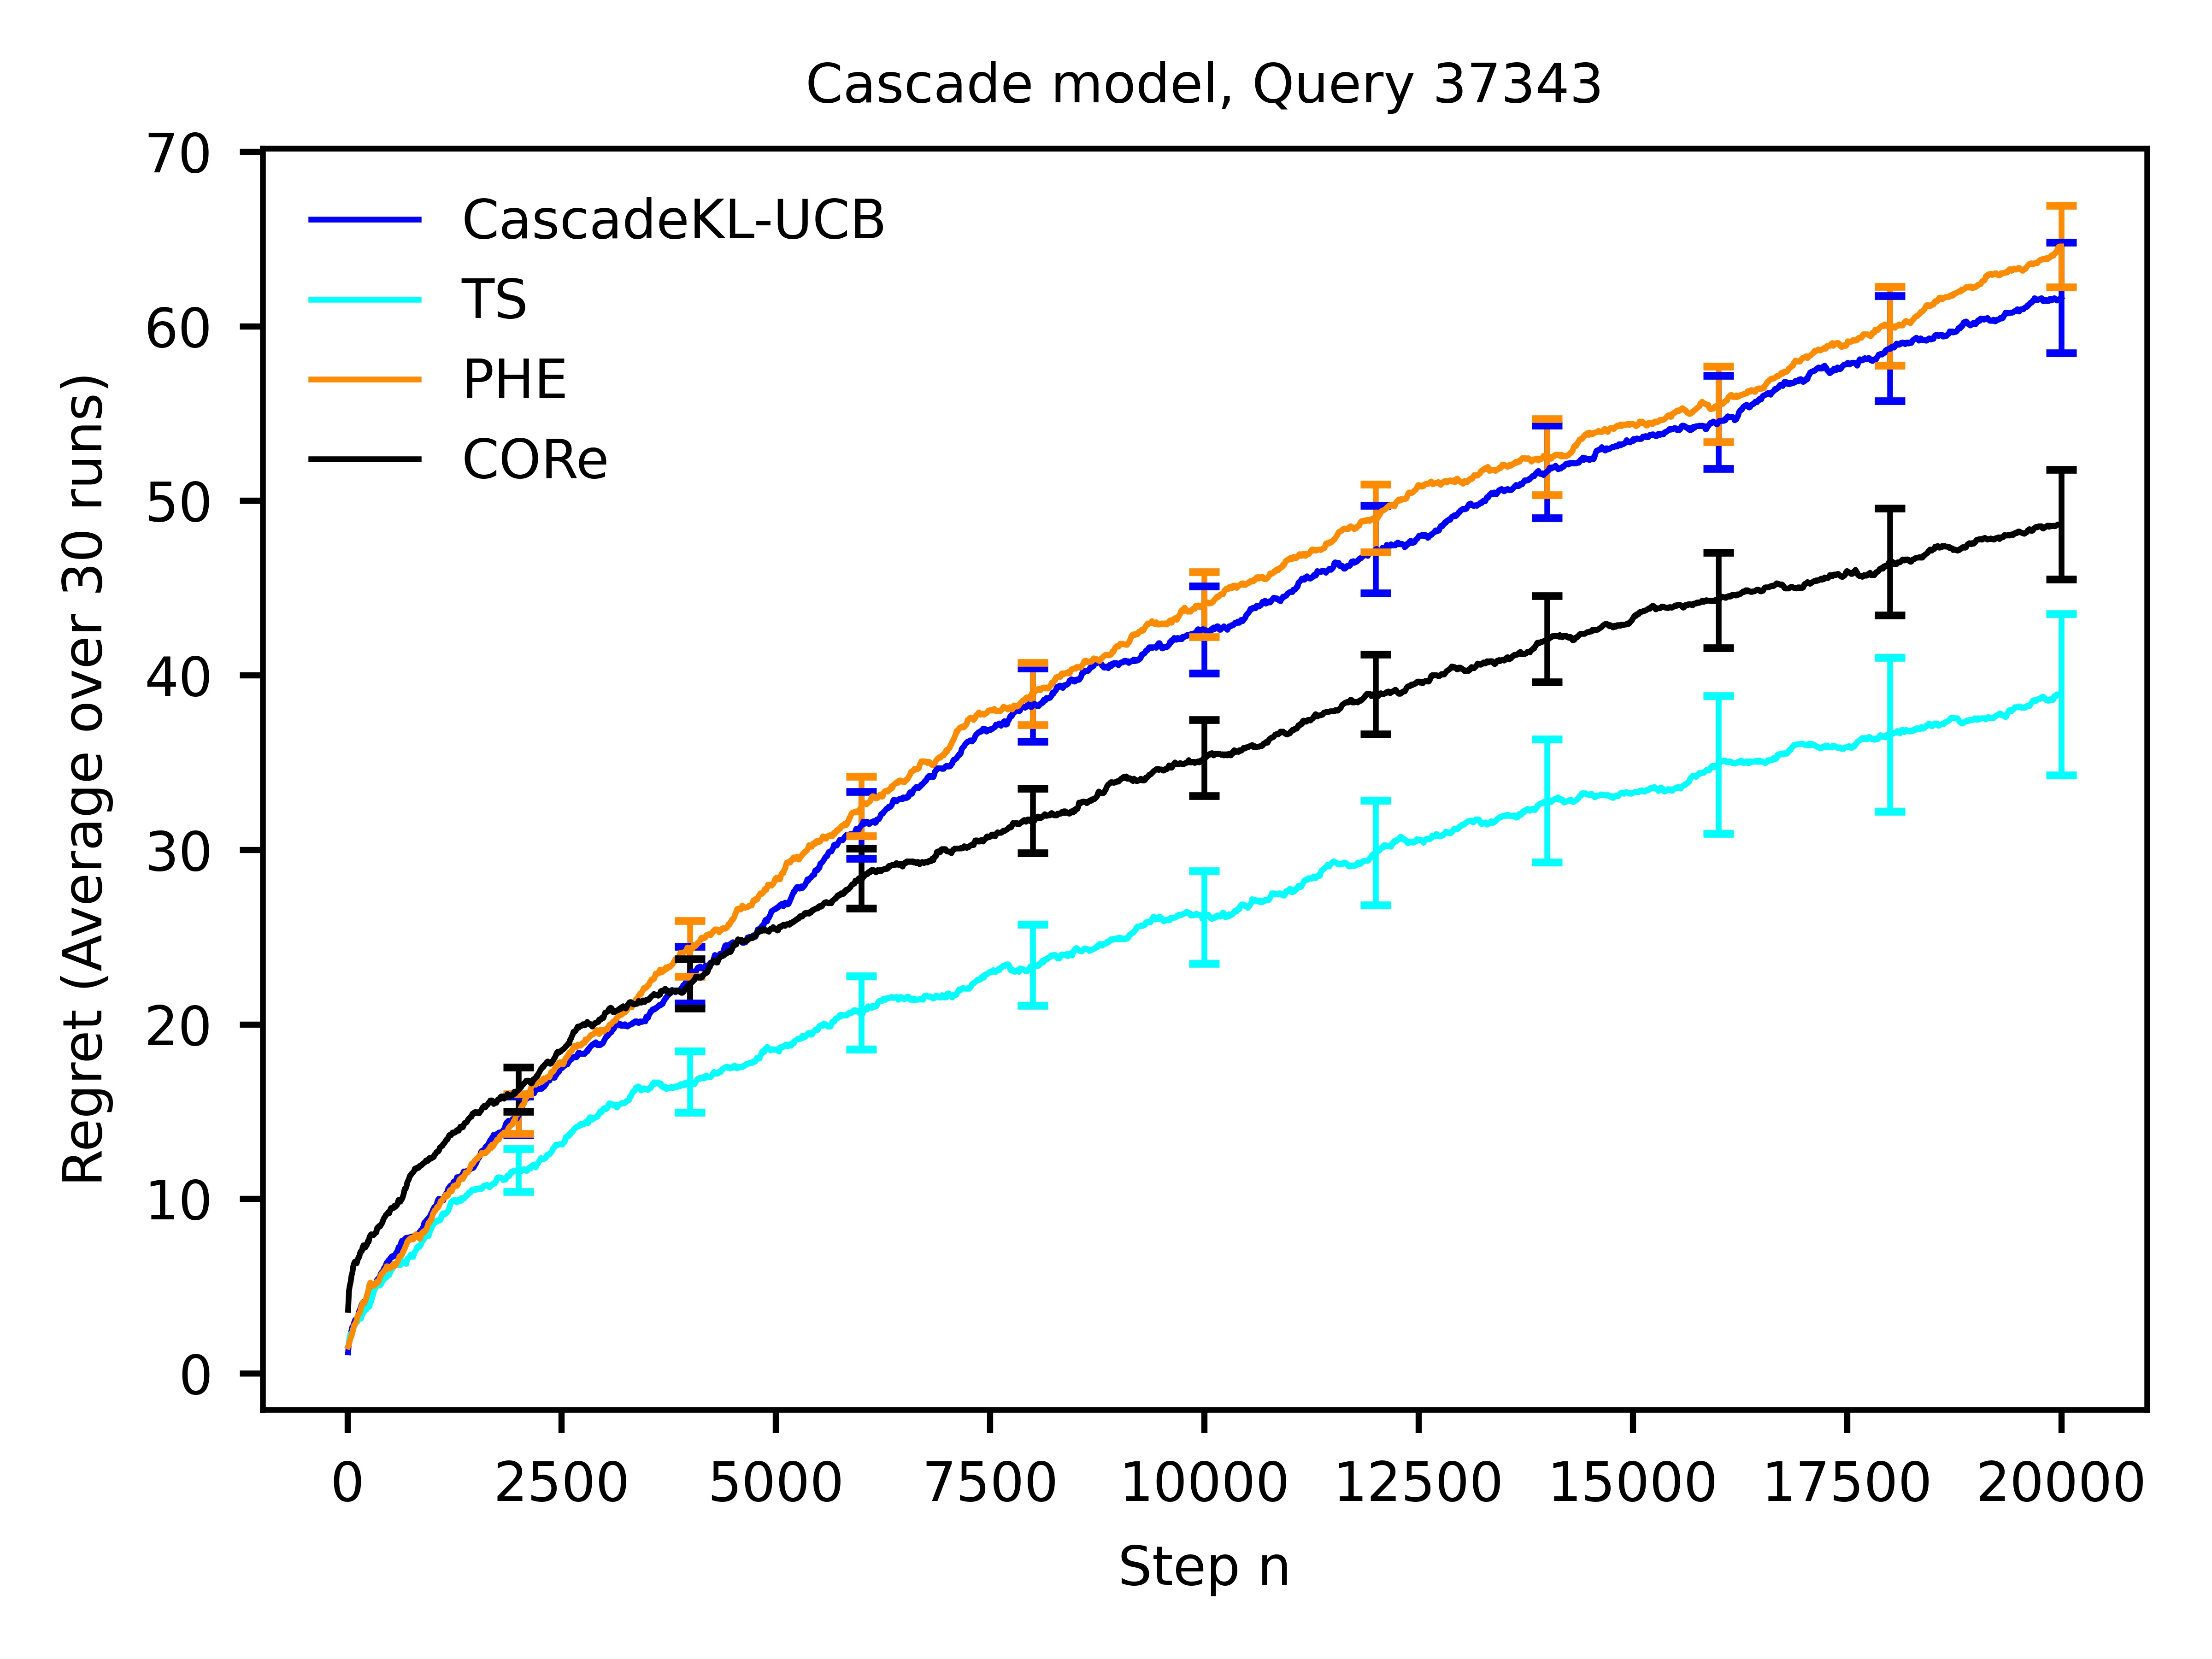 Cascade model, Query 37343
70
60
50
40
30
20
10
0
Regret (Average over 30 runs)
CascadeKL-UCB
TS
PHE
CORe
0 2500 5000 7500 10000 12500 15000 17500 20000
Step n